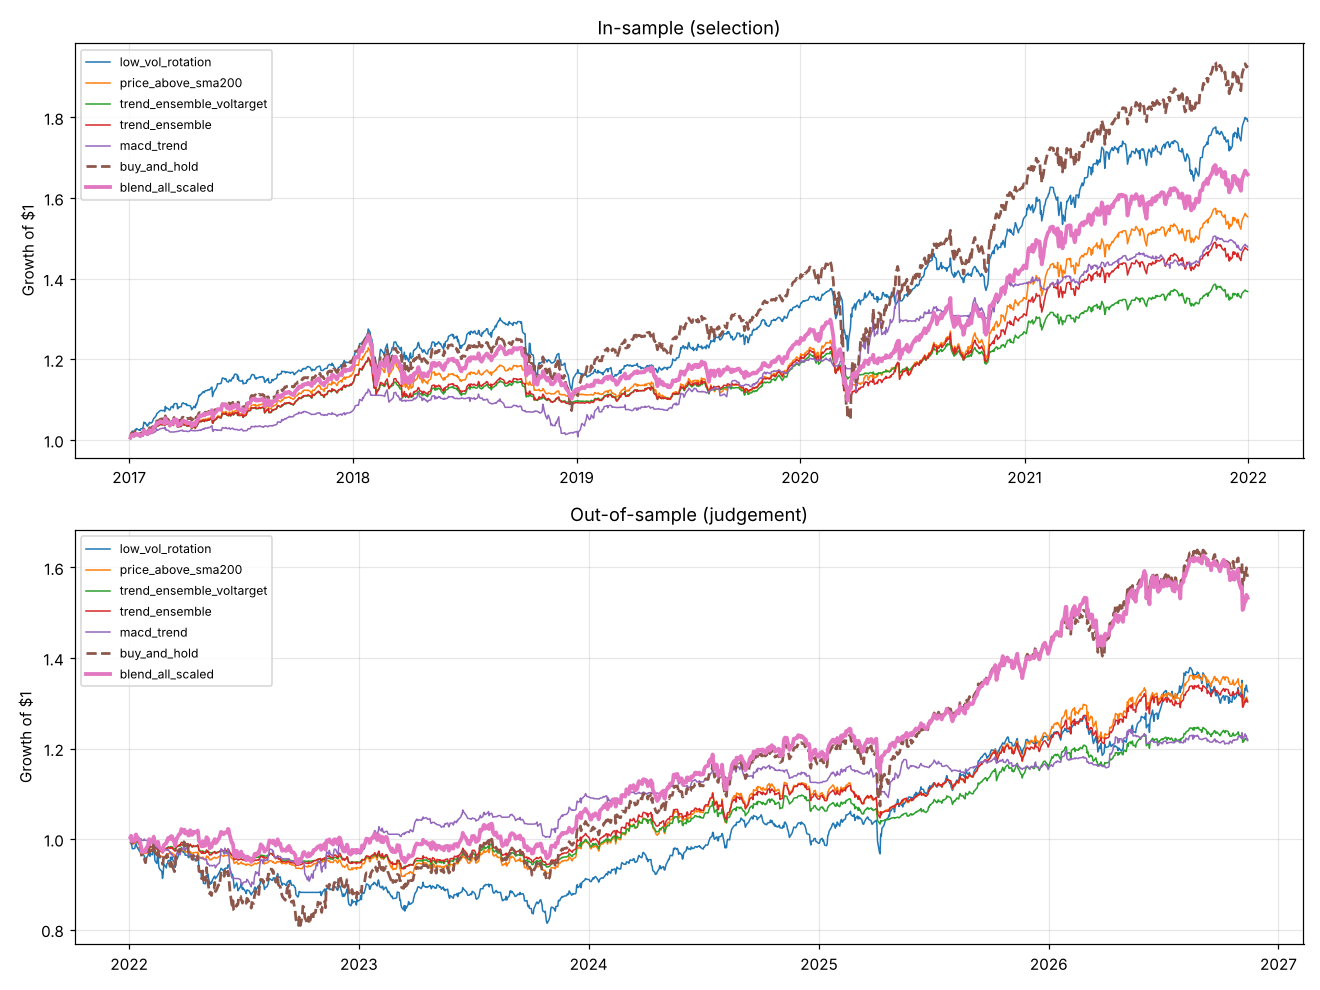 In-sample (selection)
low_vol_rotation
price_above_sma200
trend_ensemble_voltarget
trend_ensemble
macd_trend
buy_and_hold
blend_all_scaled
Growth of $1
1.8
1.6
1.4
1.2
1.0
2017 2018 2019 2020 2021 2022
Out-of-sample (judgement)
low_vol_rotation
price_above_sma200
trend_ensemble_voltarget
trend_ensemble
macd_trend
buy_and_hold
blend_all_scaled
Growth of $1
1.6
1.4
1.2
1.0
0.8
2022 2023 2024 2025 2026 2027